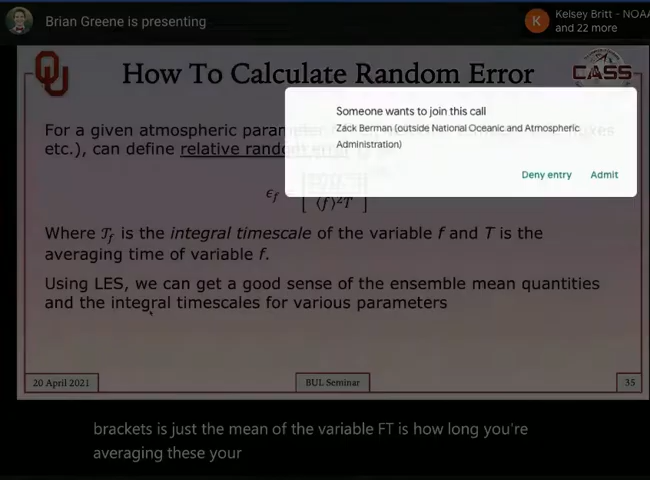 Brian Greene is presenting
K
Kelsey Britt - NOAA
and 22 more
How To Calculate Random Error
CASS
Someone wants to join this call
Zack Berman (outside National Oceanic and Atmospheric
Administration)
Deny entry Admit
For a given atmospheric param
etc.), can define relative random error
ϵf = [ ⟨f⟩²T ]
Where 𝒯f is the integral timescale of the variable f and T is the
averaging time of variable f.
Using LES, we can get a good sense of the ensemble mean quantities
and the integral timescales for various parameters
20 April 2021
BUL Seminar
35
brackets is just the mean of the variable FT is how long you're
averaging these your